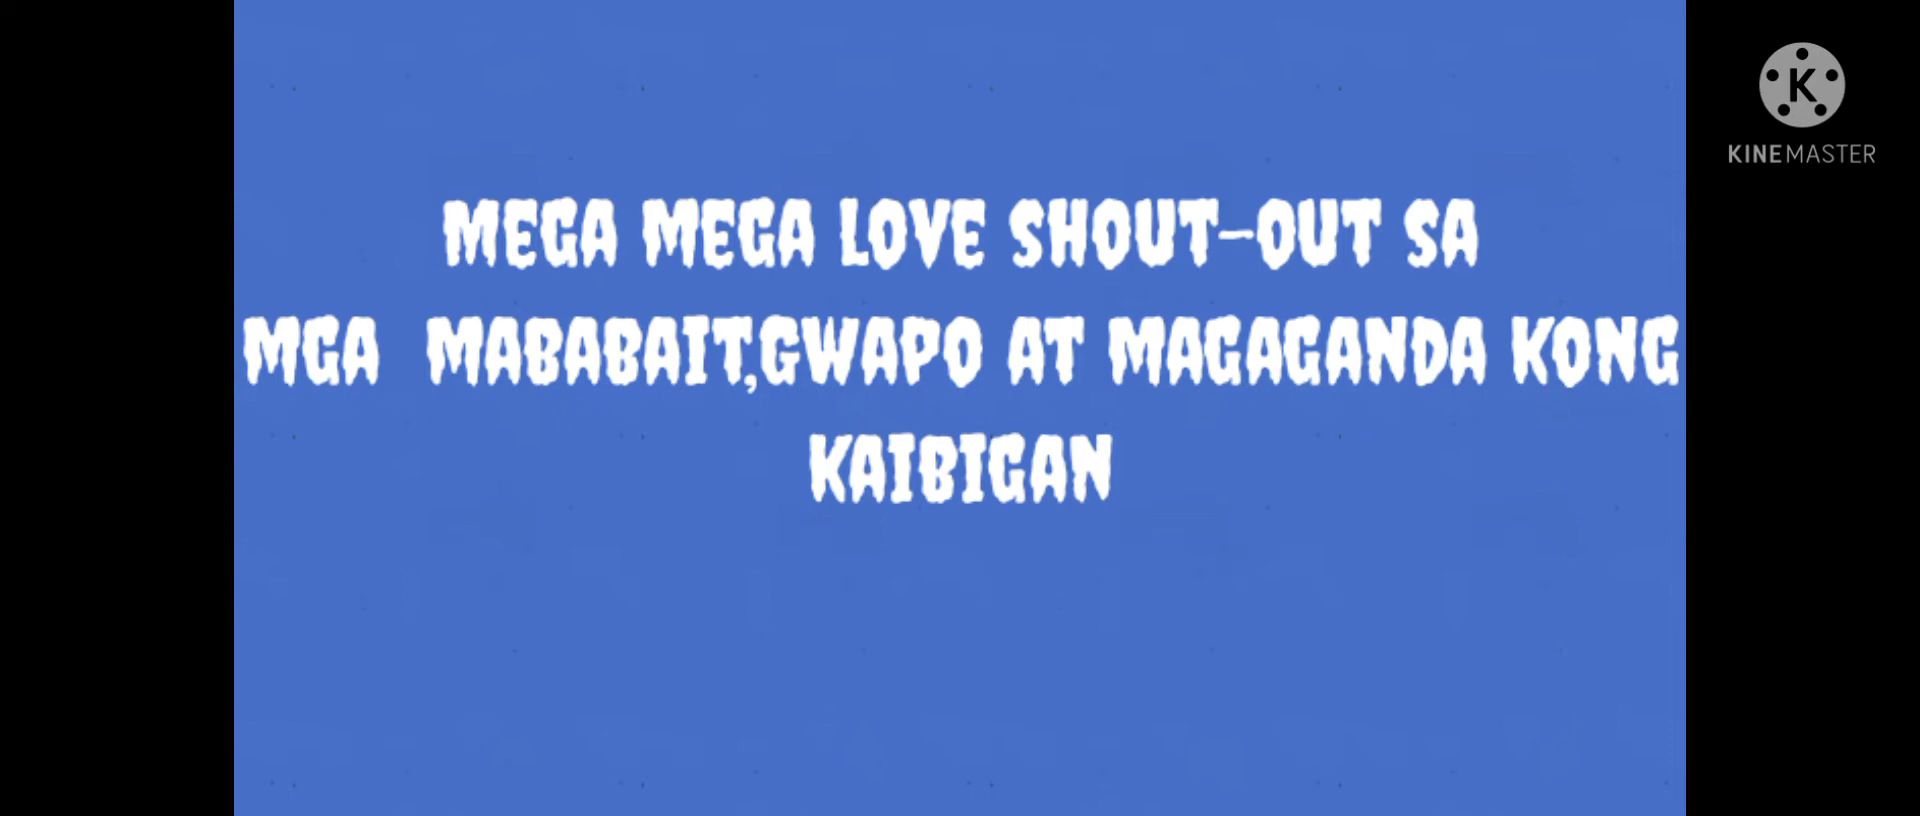 MEGA MEGA LOVE SHOUT-OUT SA
MGA MABABAIT,GWAPO AT MAGAGANDA KONG
KAIBIGAN
K
KINEMASTER